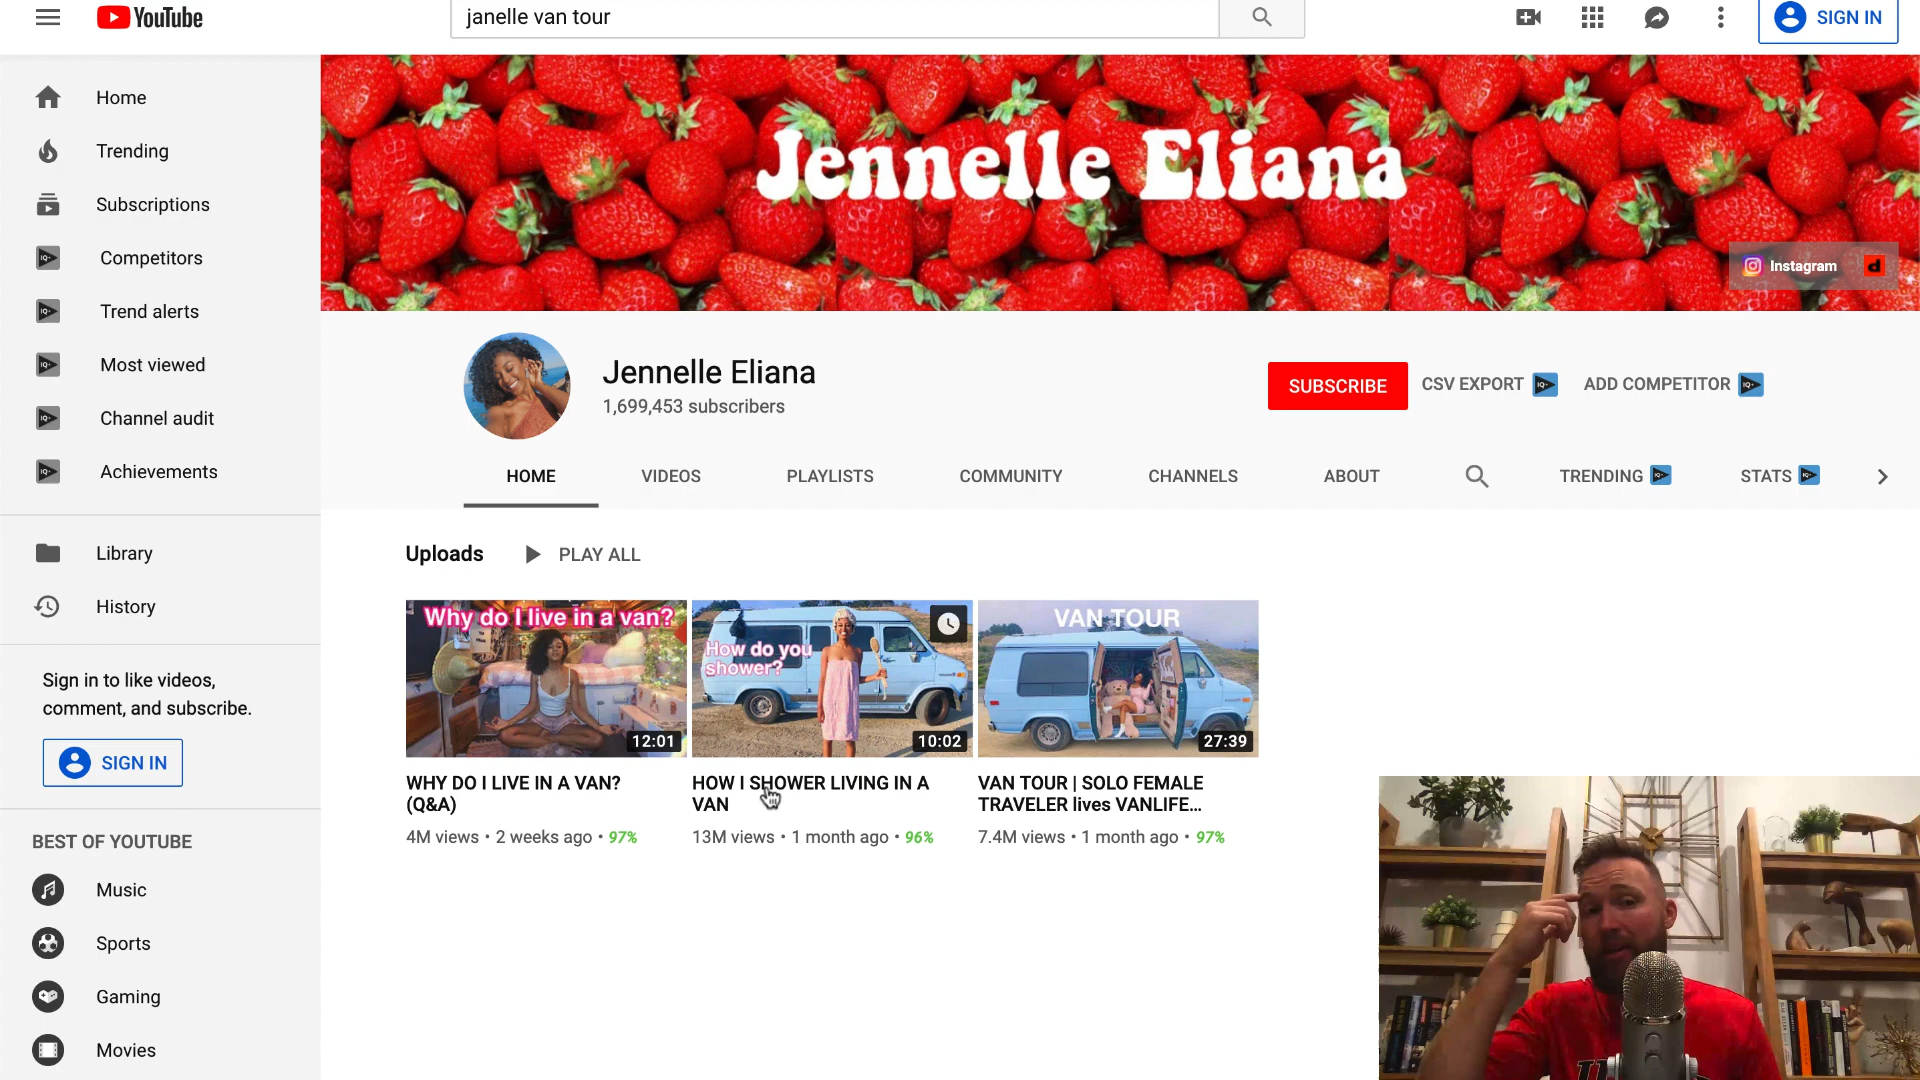 YouTube
janelle van tour
SIGN IN
Home
Trending
Subscriptions
Competitors
Trend alerts
Most viewed
Channel audit
Achievements
Library
History
Sign in to like videos,
comment, and subscribe.
SIGN IN
BEST OF YOUTUBE
Music
Sports
Gaming
Movies
Jennelle Eliana
Instagram
d
Jennelle Eliana
1,699,453 subscribers
SUBSCRIBE
CSV EXPORT
ADD COMPETITOR
HOME
VIDEOS
PLAYLISTS
COMMUNITY
CHANNELS
ABOUT
TRENDING
STATS
Uploads
PLAY ALL
Why do I live in a van?
12:01
WHY DO I LIVE IN A VAN?
(Q&A)
4M views • 2 weeks ago • 97%
How do you
shower?
10:02
HOW I SHOWER LIVING IN A
VAN
13M views • 1 month ago • 96%
VAN TOUR
27:39
VAN TOUR | SOLO FEMALE
TRAVELER lives VANLIFE...
7.4M views • 1 month ago • 97%